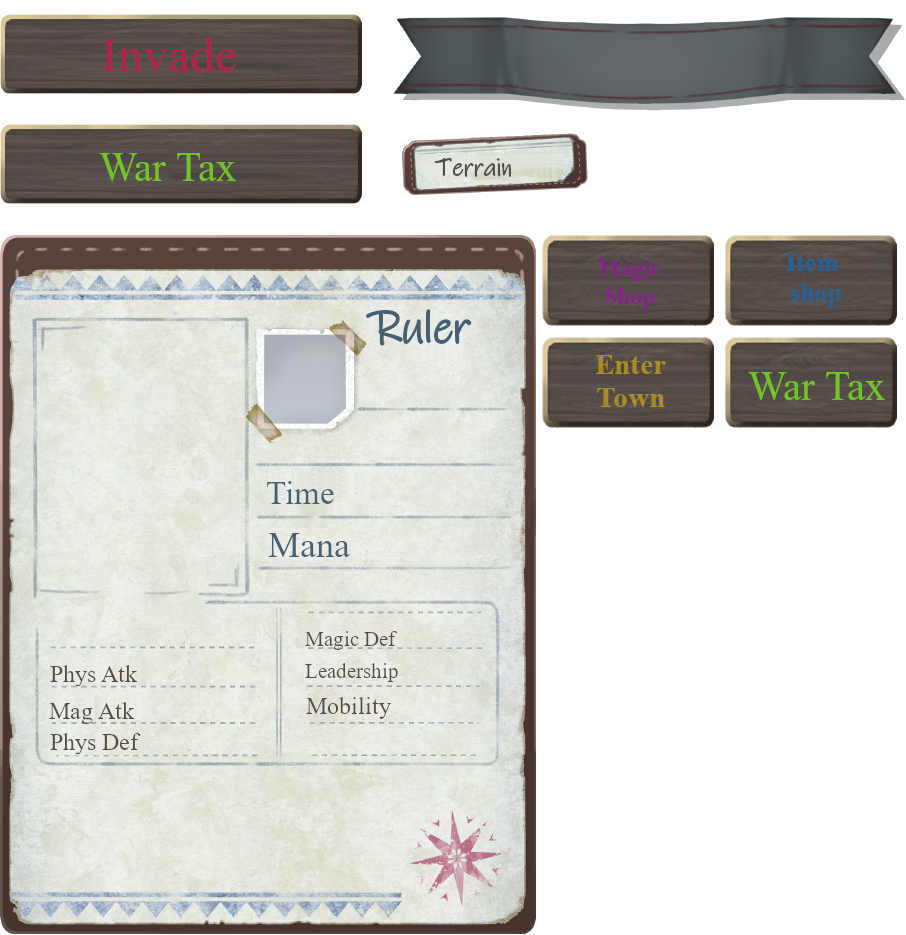 Invade
War Tax
Terrain
Ruler
Time
Mana
Phys Atk
Mag Atk
Phys Def
Magic Def
Leadership
Mobility
Magic
Shop
Item
shop
Enter
Town
War Tax